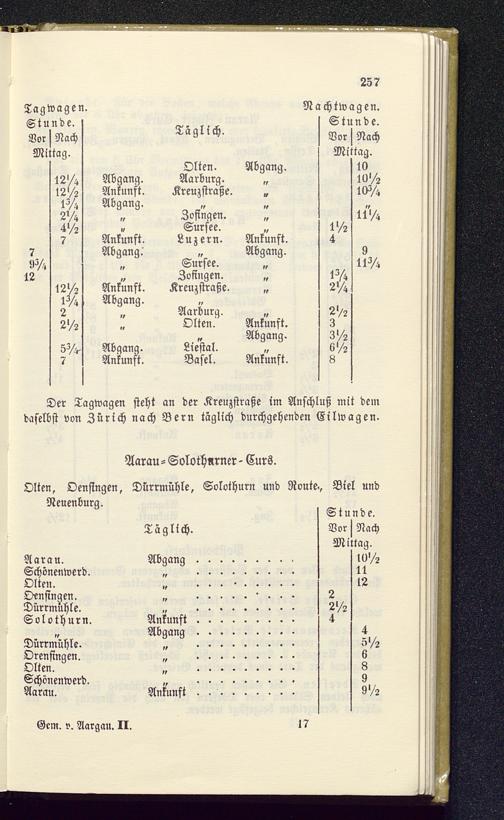 257
Tagwagen. Nachtwagen.
Stunde. Stunde.
Vor Nach Täglich. Vor Nach
Mittag. Mittag.
Olten. Abgang. 10
12¼ Abgang. Aarburg. „ 10½
12½ Ankunft. Kreuzstraße. „ 10¾
1¾ Abgang. „ „ „
2¼ „ Zofingen. „ 11¼
4½ „ Sursee. „ 1½
7 Ankunft. Luzern. Ankunft. 4
7 Abgang. „ Abgang. 9
9¾ „ Sursee. „ 11¾
12 „ Zofingen. „ 1¾
12½ Ankunft. Kreuzstraße. „ 2¼
1¾ Abgang. „
2 „ Aarburg. „ 2½
2½ „ Olten. Ankunft. 3
„ Abgang. 3½
5¾ Abgang. Liestal. „ 6½
7 Ankunft. Basel. Ankunft. 8
Der Tagwagen steht an der Kreuzstraße im Anschluß mit dem
daselbst von Zürich nach Bern täglich durchgehenden Eilwagen.
Aarau-Solothurner-Curs.
Olten, Oensingen, Dürrmühle, Solothurn und Route, Biel und
Neuenburg.
Stunde.
Täglich. Vor Nach
Mittag.
Aarau. Abgang . . . . . . . . . 10½
Schönenwerd. „ . . . . . . . . . 11
Olten. „ . . . . . . . . . 12
Oensingen. „ . . . . . . . . . 2
Dürrmühle. „ . . . . . . . . . 2½
Solothurn. Ankunft . . . . . . . . . 4
„ Abgang . . . . . . . . . 4
Dürrmühle. „ . . . . . . . . . 5½
Orensingen. „ . . . . . . . . . 6
Olten. „ . . . . . . . . . 8
Schönenwerd. „ . . . . . . . . . 9
Aarau. Ankunft . . . . . . . . . 9½
Gem. v. Aargau. II. 17